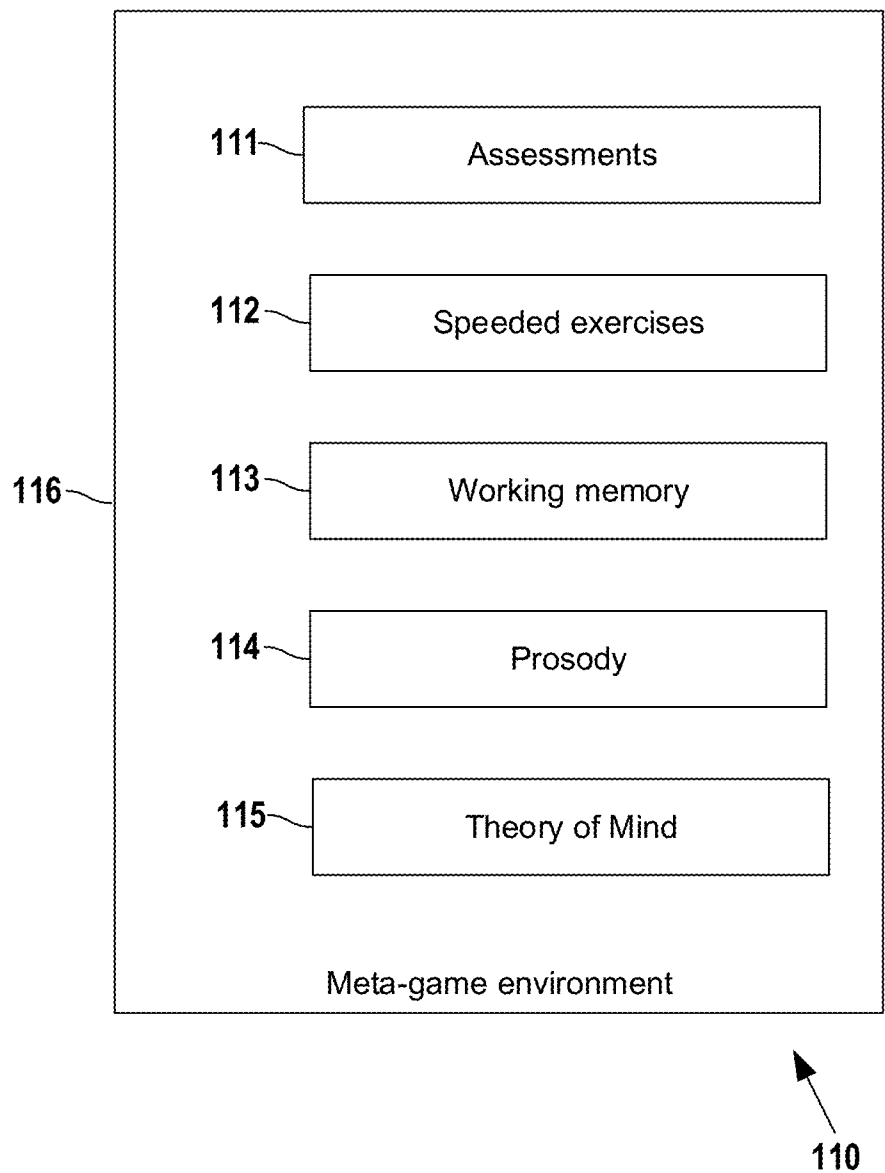 111
Assessments
112
Speeded exercises
113
Working memory
116
114
Prosody
115
Theory of Mind
Meta-game environment
110